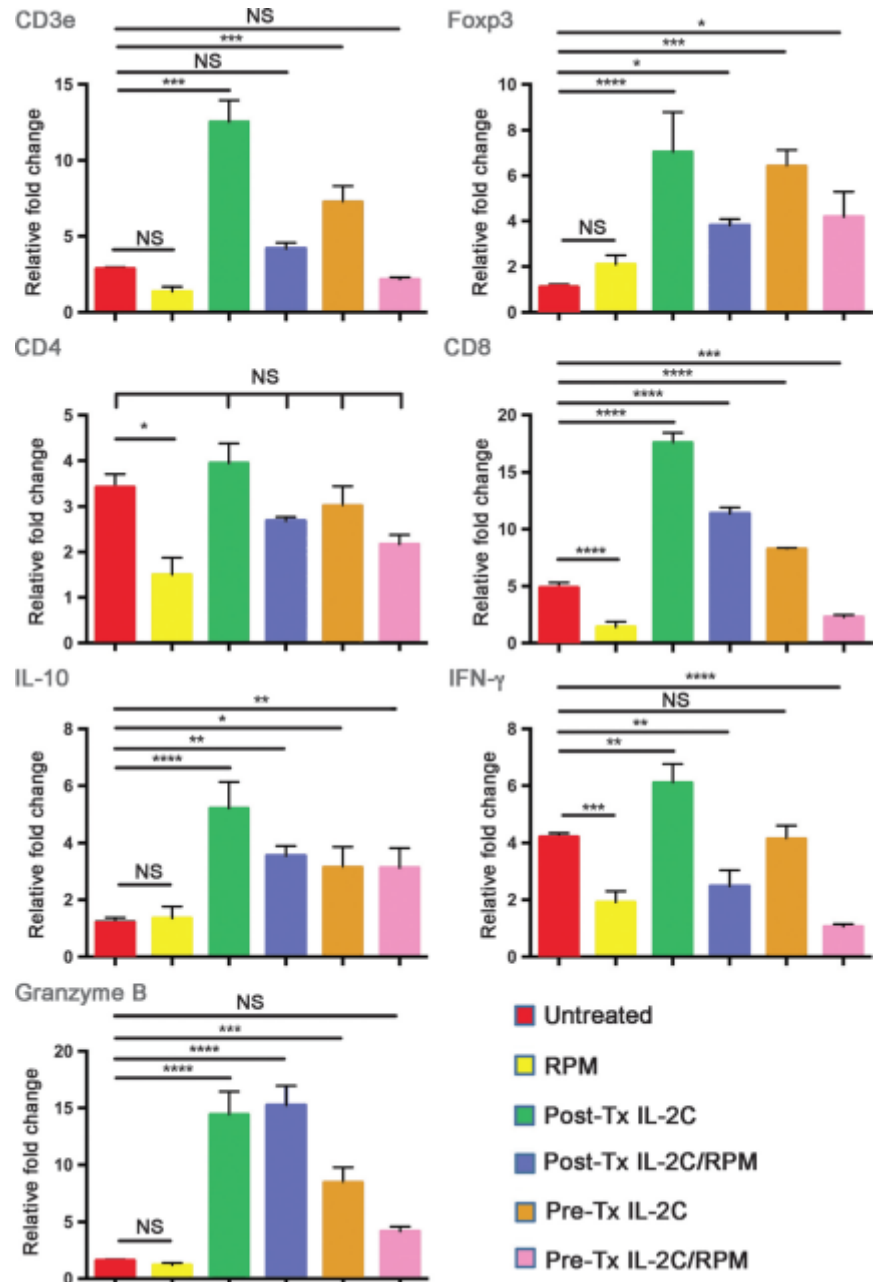 CD3e
NS
***
NS
***
NS
Relative fold change
15
10
5
0
Foxp3
*
***
*
****
NS
Relative fold change
10
8
6
4
2
0
CD4
NS
*
Relative fold change
5
4
3
2
1
0
CD8
***
****
****
****
****
Relative fold change
20
15
10
5
0
IL-10
**
*
**
****
NS
Relative fold change
8
6
4
2
0
IFN-γ
****
NS
**
**
***
Relative fold change
8
6
4
2
0
Granzyme B
NS
***
****
****
NS
Relative fold change
20
15
10
5
0
Untreated
RPM
Post-Tx IL-2C
Post-Tx IL-2C/RPM
Pre-Tx IL-2C
Pre-Tx IL-2C/RPM